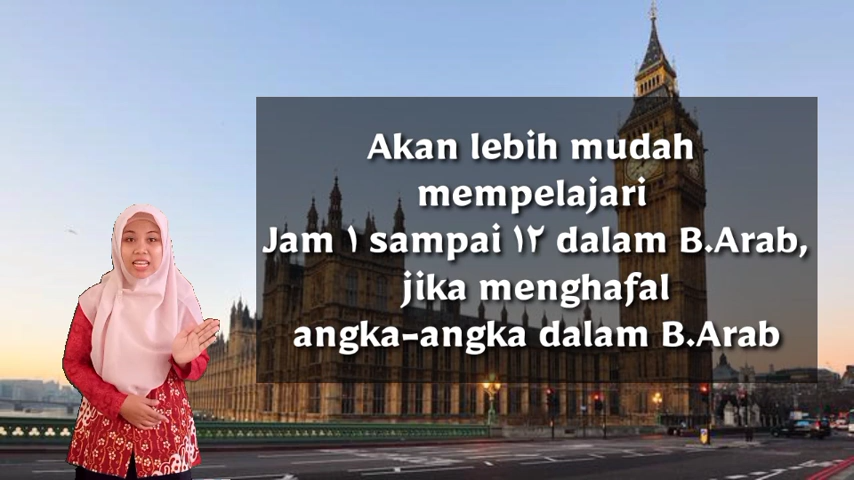 Akan lebih mudah
mempelajari
Jam ١ sampai ١٢ dalam B.Arab,
jika menghafal
angka-angka dalam B.Arab